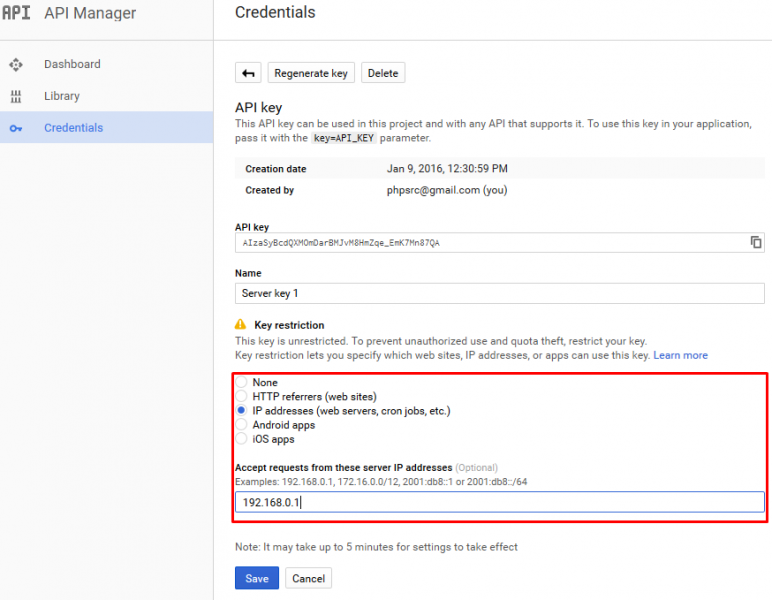 API API Manager
Credentials
Dashboard
Library
Credentials
Regenerate key
Delete
API key
This API key can be used in this project and with any API that supports it. To use this key in your application,
pass it with the key=API_KEY parameter.
Creation date Jan 9, 2016, 12:30:59 PM
Created by phpsrc@gmail.com (you)
API key
AIzaSyBcdQXMOmDarBMJvM8HmZqe_EmK7Mn87QA
Name
Server key 1
Key restriction
This key is unrestricted. To prevent unauthorized use and quota theft, restrict your key.
Key restriction lets you specify which web sites, IP addresses, or apps can use this key. Learn more
None
HTTP referrers (web sites)
IP addresses (web servers, cron jobs, etc.)
Android apps
iOS apps
Accept requests from these server IP addresses (Optional)
Examples: 192.168.0.1, 172.16.0.0/12, 2001:db8::1 or 2001:db8::/64
192.168.0.1
Note: It may take up to 5 minutes for settings to take effect
Save
Cancel